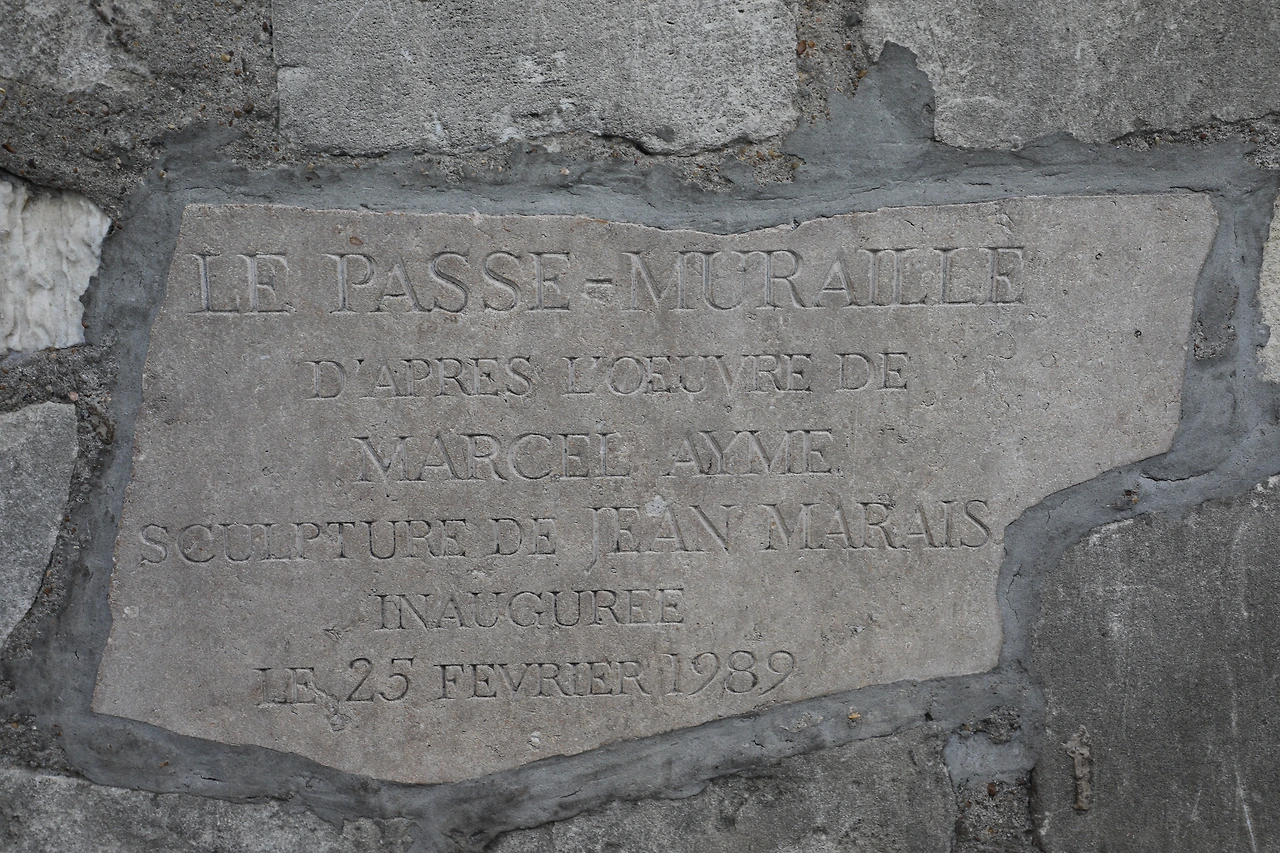 LE PASSE-MURAILLE
D'APRES L'OEUVRE DE
MARCEL AYME
SCULPTURE DE JEAN MARAIS
INAUGUREE
LE 25 FEVRIER 1989